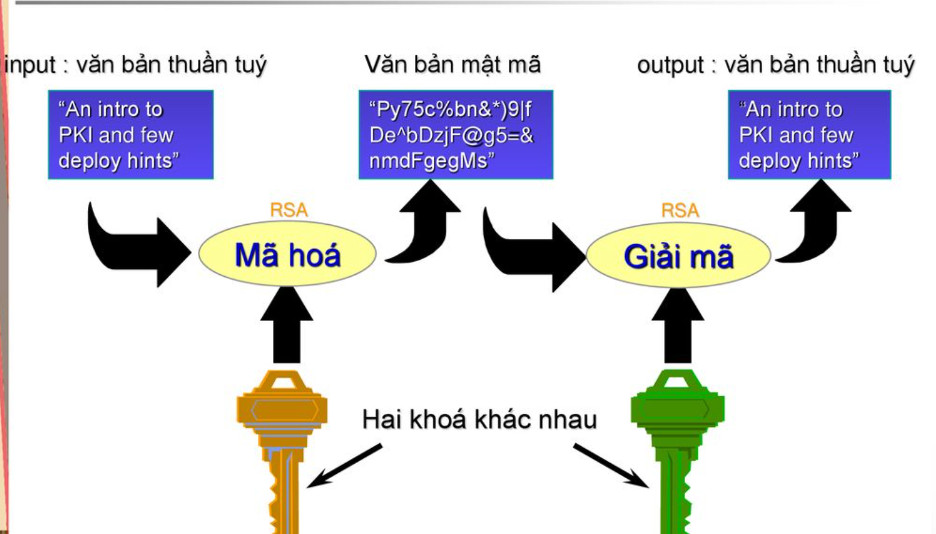 input : văn bản thuần tuý
Văn bản mật mã
output : văn bản thuần tuý
“An intro to
PKI and few
deploy hints”
“Py75c%bn&*)9|f
De^bDzjF@g5=&
nmdFgegMs”
“An intro to
PKI and few
deploy hints”
RSA
Mã hoá
RSA
Giải mã
Hai khoá khác nhau